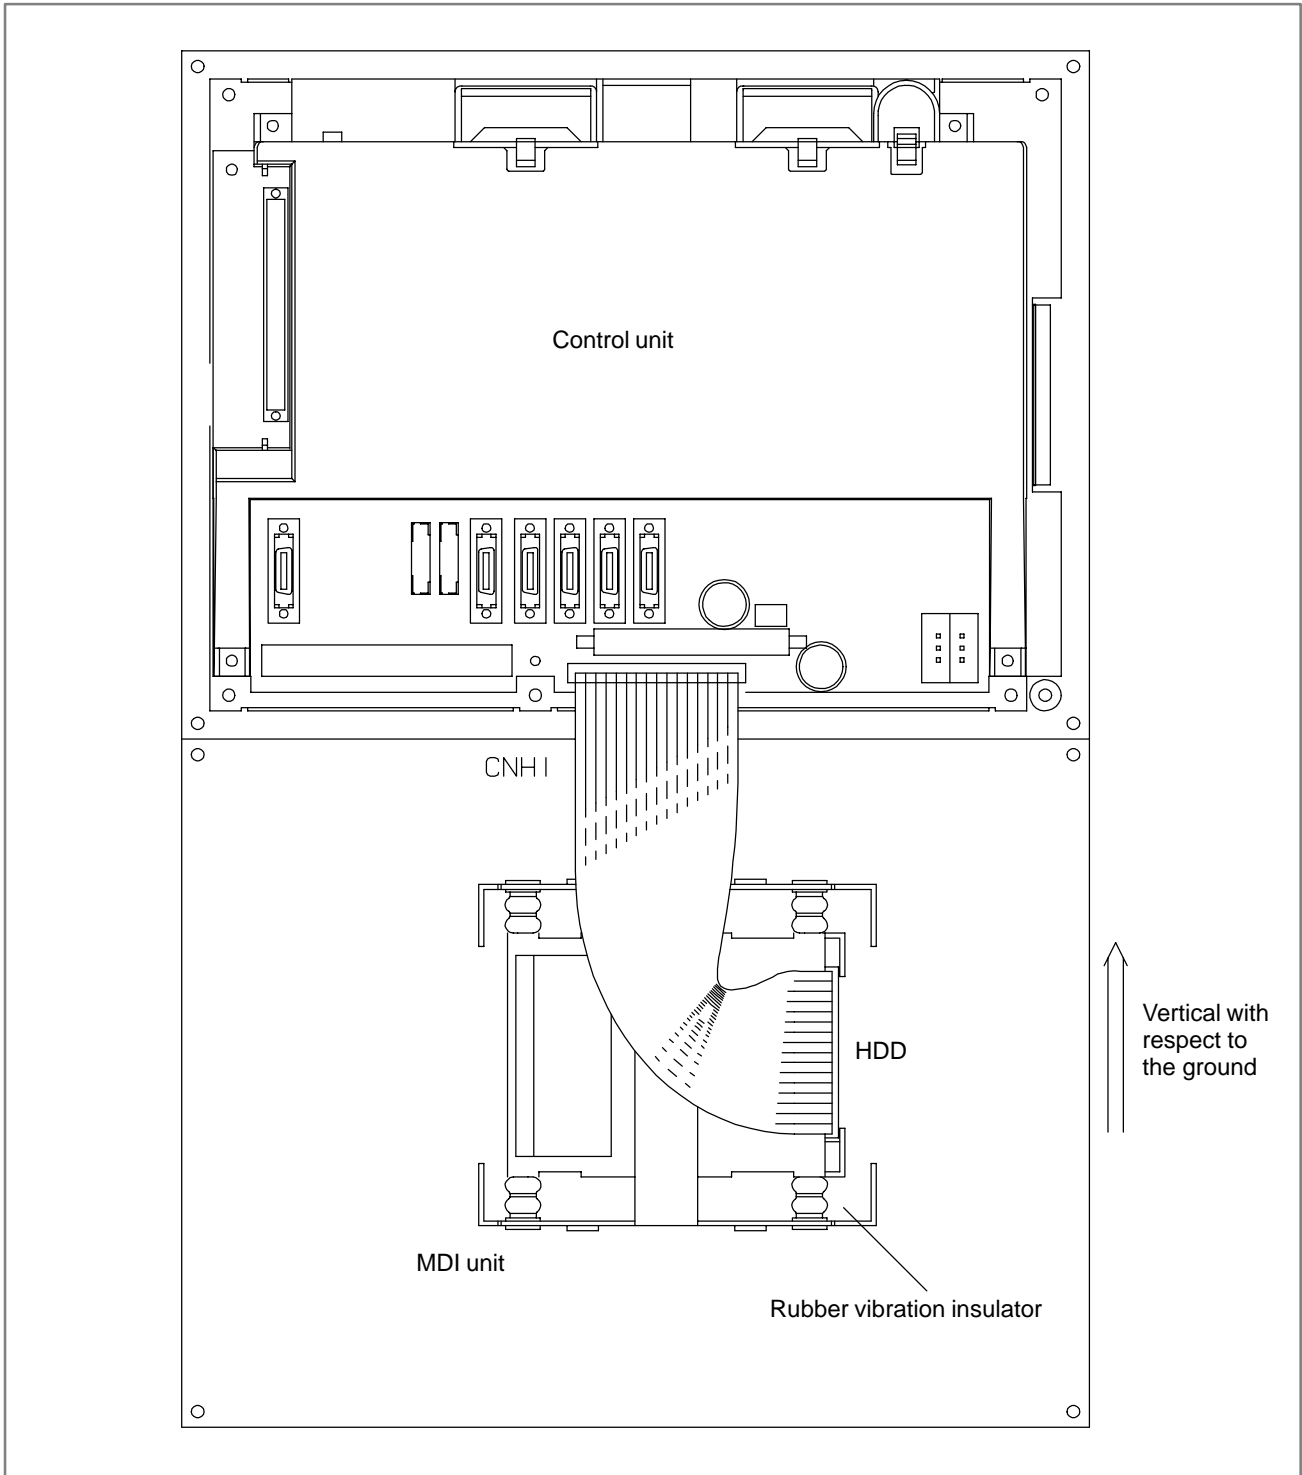 Control unit
CNH1
HDD
Vertical with
respect to
the ground
MDI unit
Rubber vibration insulator